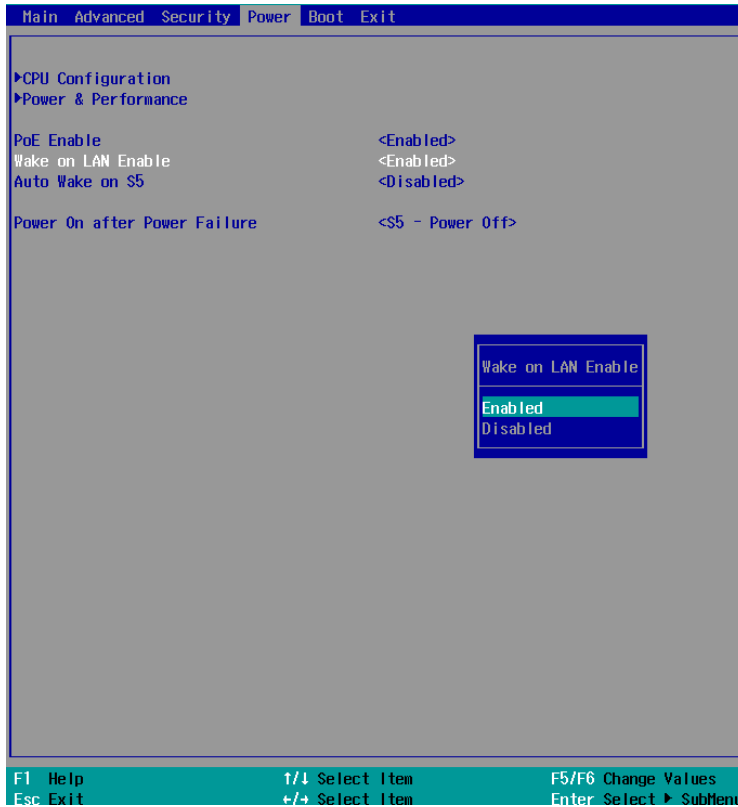 Main Advanced Security Power Boot Exit
▶CPU Configuration
▶Power & Performance
PoE Enable <Enabled>
Wake on LAN Enable <Enabled>
Auto Wake on S5 <Disabled>
Power On after Power Failure <S5 - Power Off>
Wake on LAN Enable
Enabled
Disabled
F1 Help ↑/↓ Select Item F5/F6 Change Values
Esc Exit ←/→ Select Item Enter Select ▶ SubMenu